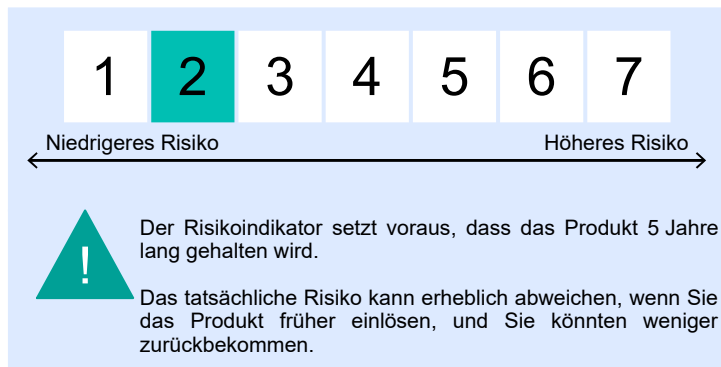 1 2 3 4 5 6 7
Niedrigeres Risiko Höheres Risiko
!
Der Risikoindikator setzt voraus, dass das Produkt 5 Jahre
lang gehalten wird.
Das tatsächliche Risiko kann erheblich abweichen, wenn Sie
das Produkt früher einlösen, und Sie könnten weniger
zurückbekommen.